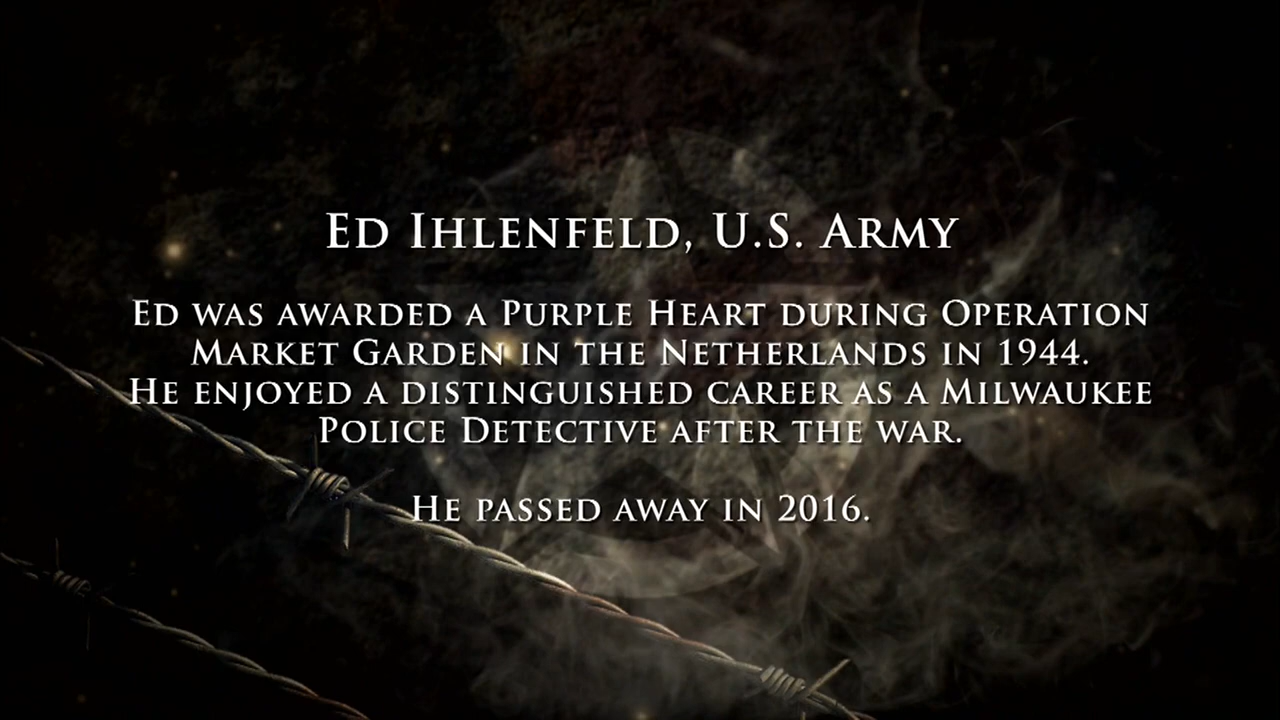 Ed Ihlenfeld, U.S. Army
Ed was awarded a Purple Heart during Operation
Market Garden in the Netherlands in 1944.
He enjoyed a distinguished career as a Milwaukee
Police Detective after the war.
He passed away in 2016.